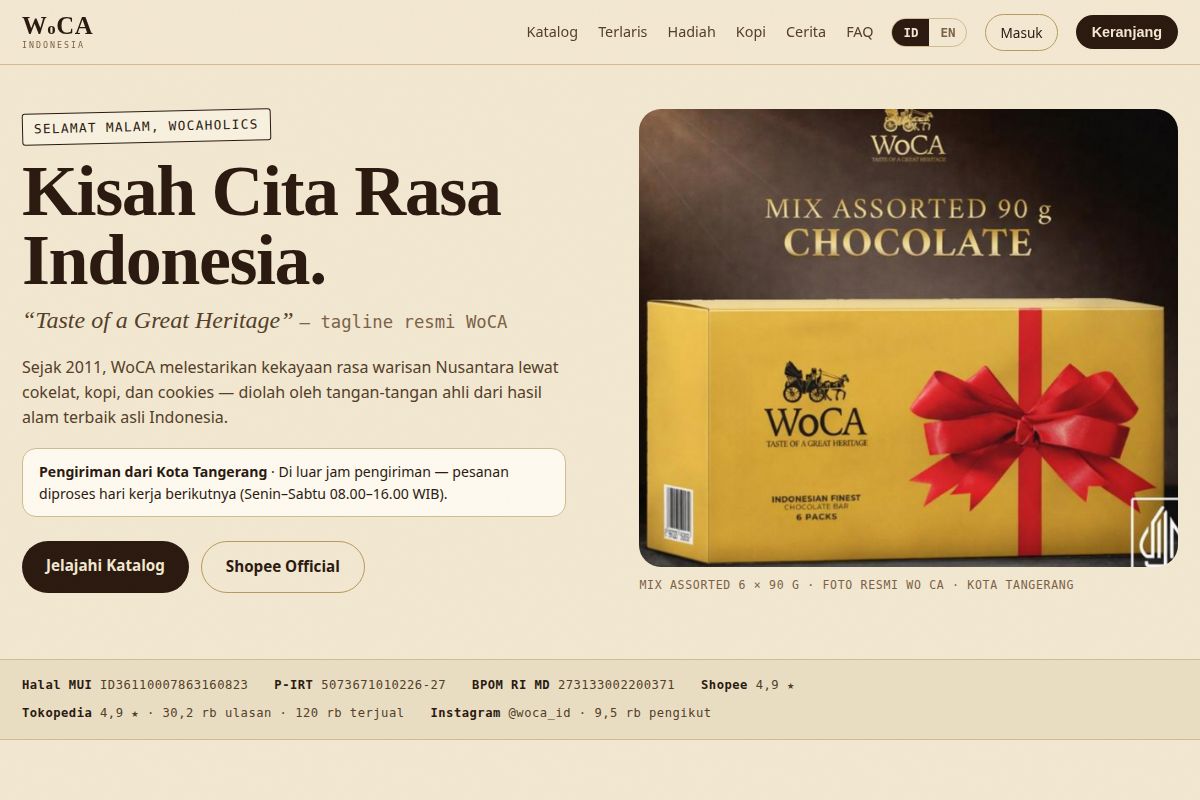 WoCA
INDONESIA
Katalog Terlaris Hadiah Kopi Cerita FAQ ID EN Masuk Keranjang
SELAMAT MALAM, WOCAHOLICS
Kisah Cita Rasa
Indonesia.
“Taste of a Great Heritage” — tagline resmi WoCA
Sejak 2011, WoCA melestarikan kekayaan rasa warisan Nusantara lewat
cokelat, kopi, dan cookies — diolah oleh tangan-tangan ahli dari hasil
alam terbaik asli Indonesia.
Pengiriman dari Kota Tangerang · Di luar jam pengiriman — pesanan
diproses hari kerja berikutnya (Senin–Sabtu 08.00–16.00 WIB).
Jelajahi Katalog Shopee Official
WoCA
TASTE OF A GREAT HERITAGE
MIX ASSORTED 90 g
CHOCOLATE
WoCA
TASTE OF A GREAT HERITAGE
INDONESIAN FINEST
CHOCOLATE BAR
6 PACKS
MIX ASSORTED 6 × 90 G · FOTO RESMI WO CA · KOTA TANGERANG
Halal MUI ID36110007863160823 P-IRT 5073671010226-27 BPOM RI MD 273133002200371 Shopee 4,9 ★
Tokopedia 4,9 ★ · 30,2 rb ulasan · 120 rb terjual Instagram @woca_id · 9,5 rb pengikut